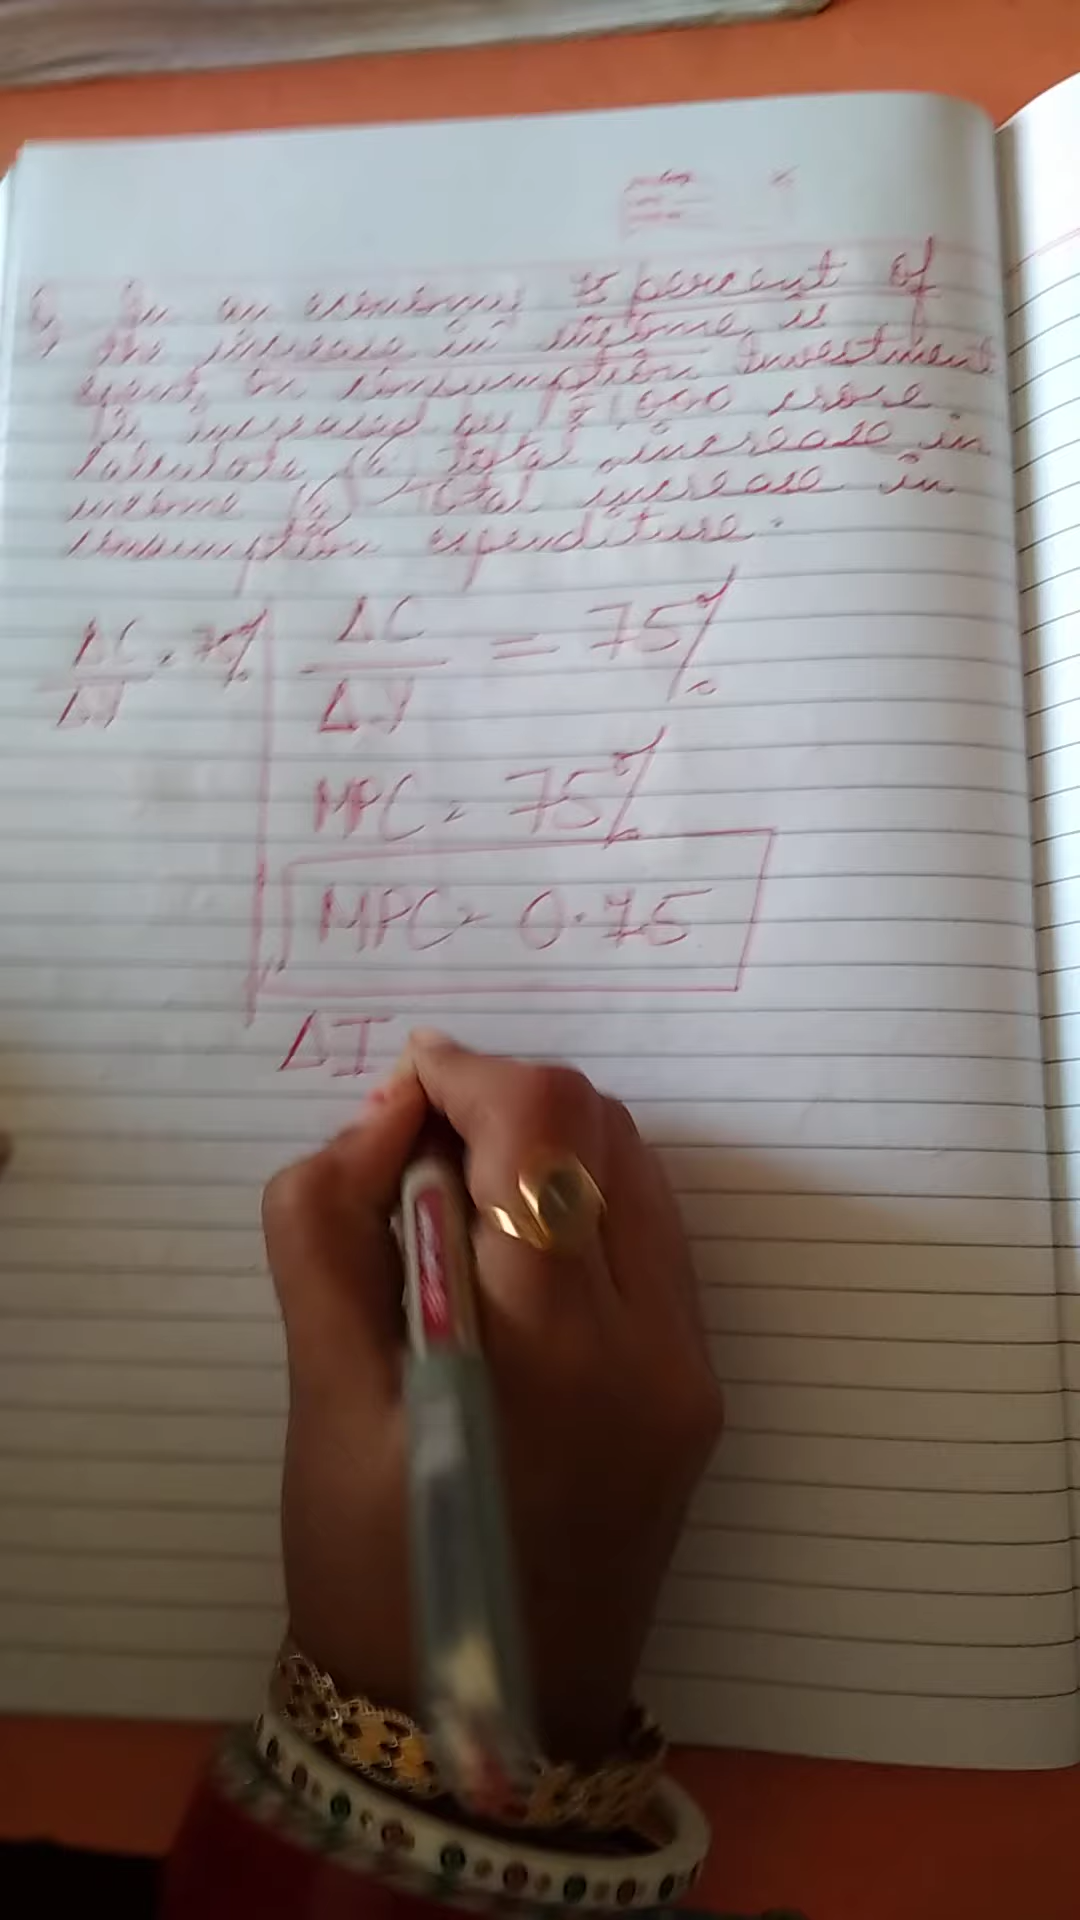 Q In an economy 75 percent of
the increase in income is
spent on consumption Investment
is increased by ₹1,000 crore.
Calculate (a) Total increase in
income (b) Total increase in
consumption expenditure.
ΔC/ΔY = 75%
ΔC/ΔY = 75%
MPC = 75%
MPC = 0.75
ΔI